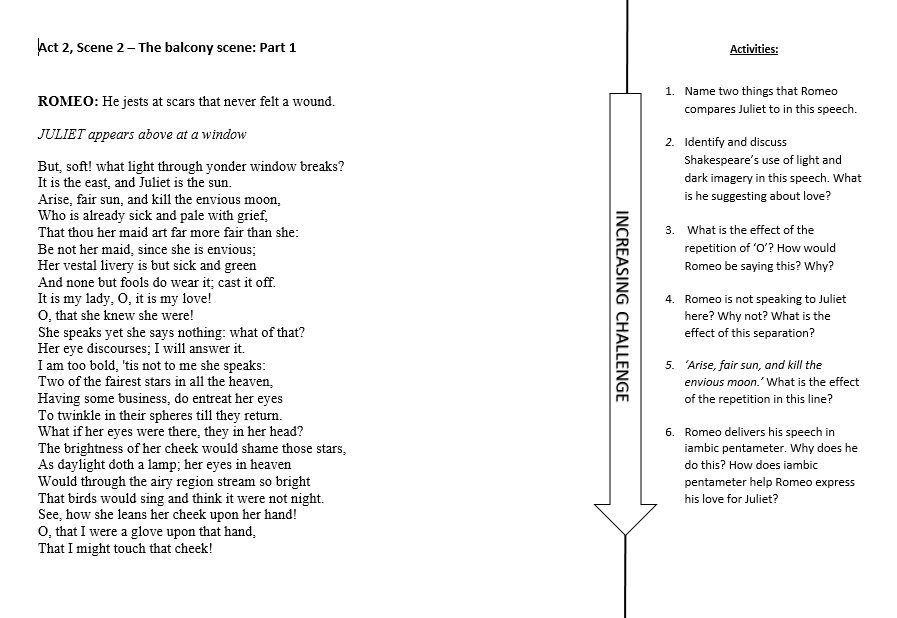 Act 2, Scene 2 – The balcony scene: Part 1
ROMEO: He jests at scars that never felt a wound.
JULIET appears above at a window
But, soft! what light through yonder window breaks?
It is the east, and Juliet is the sun.
Arise, fair sun, and kill the envious moon,
Who is already sick and pale with grief,
That thou her maid art far more fair than she:
Be not her maid, since she is envious;
Her vestal livery is but sick and green
And none but fools do wear it; cast it off.
It is my lady, O, it is my love!
O, that she knew she were!
She speaks yet she says nothing: what of that?
Her eye discourses; I will answer it.
I am too bold, 'tis not to me she speaks:
Two of the fairest stars in all the heaven,
Having some business, do entreat her eyes
To twinkle in their spheres till they return.
What if her eyes were there, they in her head?
The brightness of her cheek would shame those stars,
As daylight doth a lamp; her eyes in heaven
Would through the airy region stream so bright
That birds would sing and think it were not night.
See, how she leans her cheek upon her hand!
O, that I were a glove upon that hand,
That I might touch that cheek!
INCREASING CHALLENGE
Activities:
1. Name two things that Romeo
compares Juliet to in this speech.
2. Identify and discuss
Shakespeare's use of light and
dark imagery in this speech. What
is he suggesting about love?
3. What is the effect of the
repetition of 'O'? How would
Romeo be saying this? Why?
4. Romeo is not speaking to Juliet
here? Why not? What is the
effect of this separation?
5. 'Arise, fair sun, and kill the
envious moon.' What is the effect
of the repetition in this line?
6. Romeo delivers his speech in
iambic pentameter. Why does he
do this? How does iambic
pentameter help Romeo express
his love for Juliet?